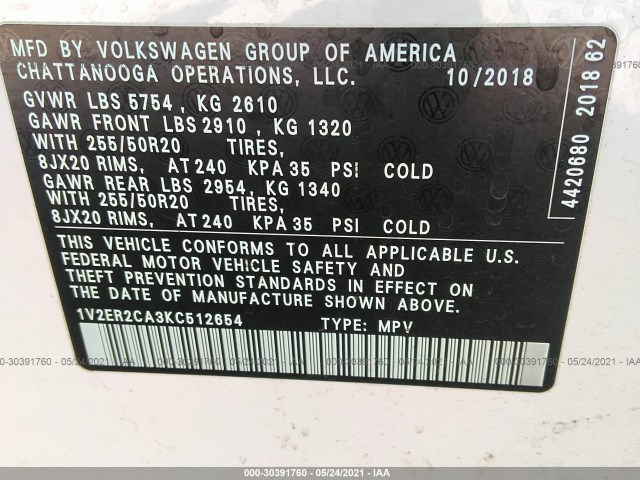 MFD BY VOLKSWAGEN GROUP OF AMERICA
CHATTANOOGA OPERATIONS, LLC. 10/2018
GVWR LBS 5754 , KG 2610
GAWR FRONT LBS 2910 , KG 1320
WITH 255/50R20 TIRES,
8JX20 RIMS, AT 240 KPA 35 PSI COLD
GAWR REAR LBS 2954, KG 1340
WITH 255/50R20 TIRES,
8JX20 RIMS, AT 240 KPA 35 PSI COLD
THIS VEHICLE CONFORMS TO ALL APPLICABLE U.S.
FEDERAL MOTOR VEHICLE SAFETY AND
THEFT PREVENTION STANDARDS IN EFFECT ON
THE DATE OF MANUFACTURE SHOWN ABOVE.
1V2ER2CA3KC512654 TYPE: MPV
4420680 2018 62
000-30391760 - 05/24/2021 - IAA